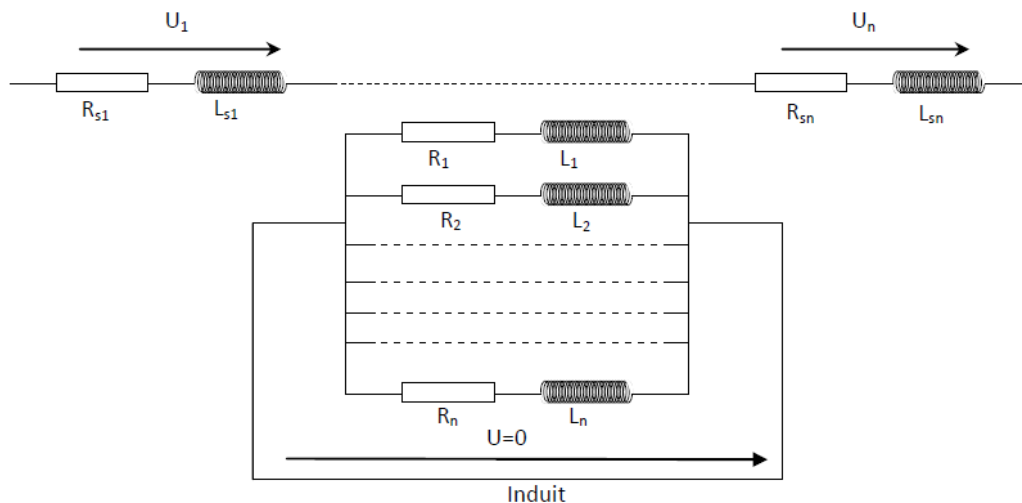 U1 Un
Rs1 Ls1 Rsn Lsn
R1 L1
R2 L2
Rn Ln
U=0
Induit